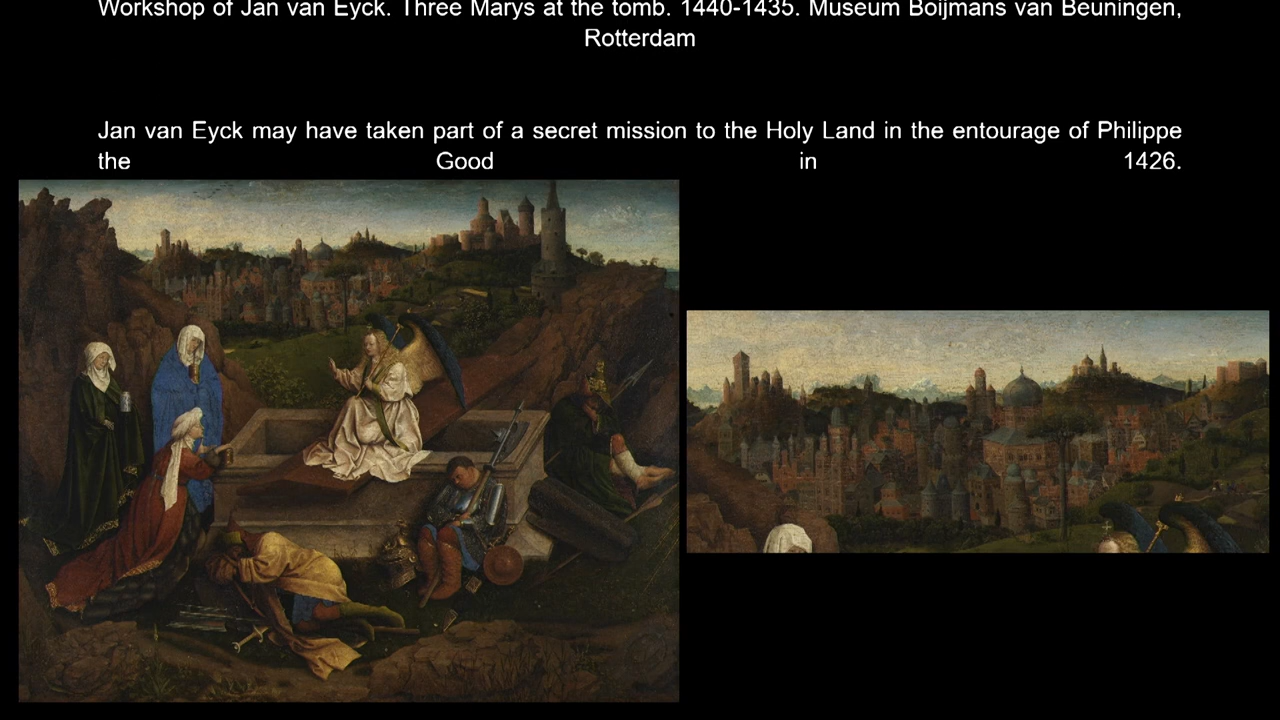 Workshop of Jan van Eyck. Three Marys at the tomb. 1440-1435. Museum Boijmans van Beuningen,
Rotterdam
Jan van Eyck may have taken part of a secret mission to the Holy Land in the entourage of Philippe
the Good in 1426.